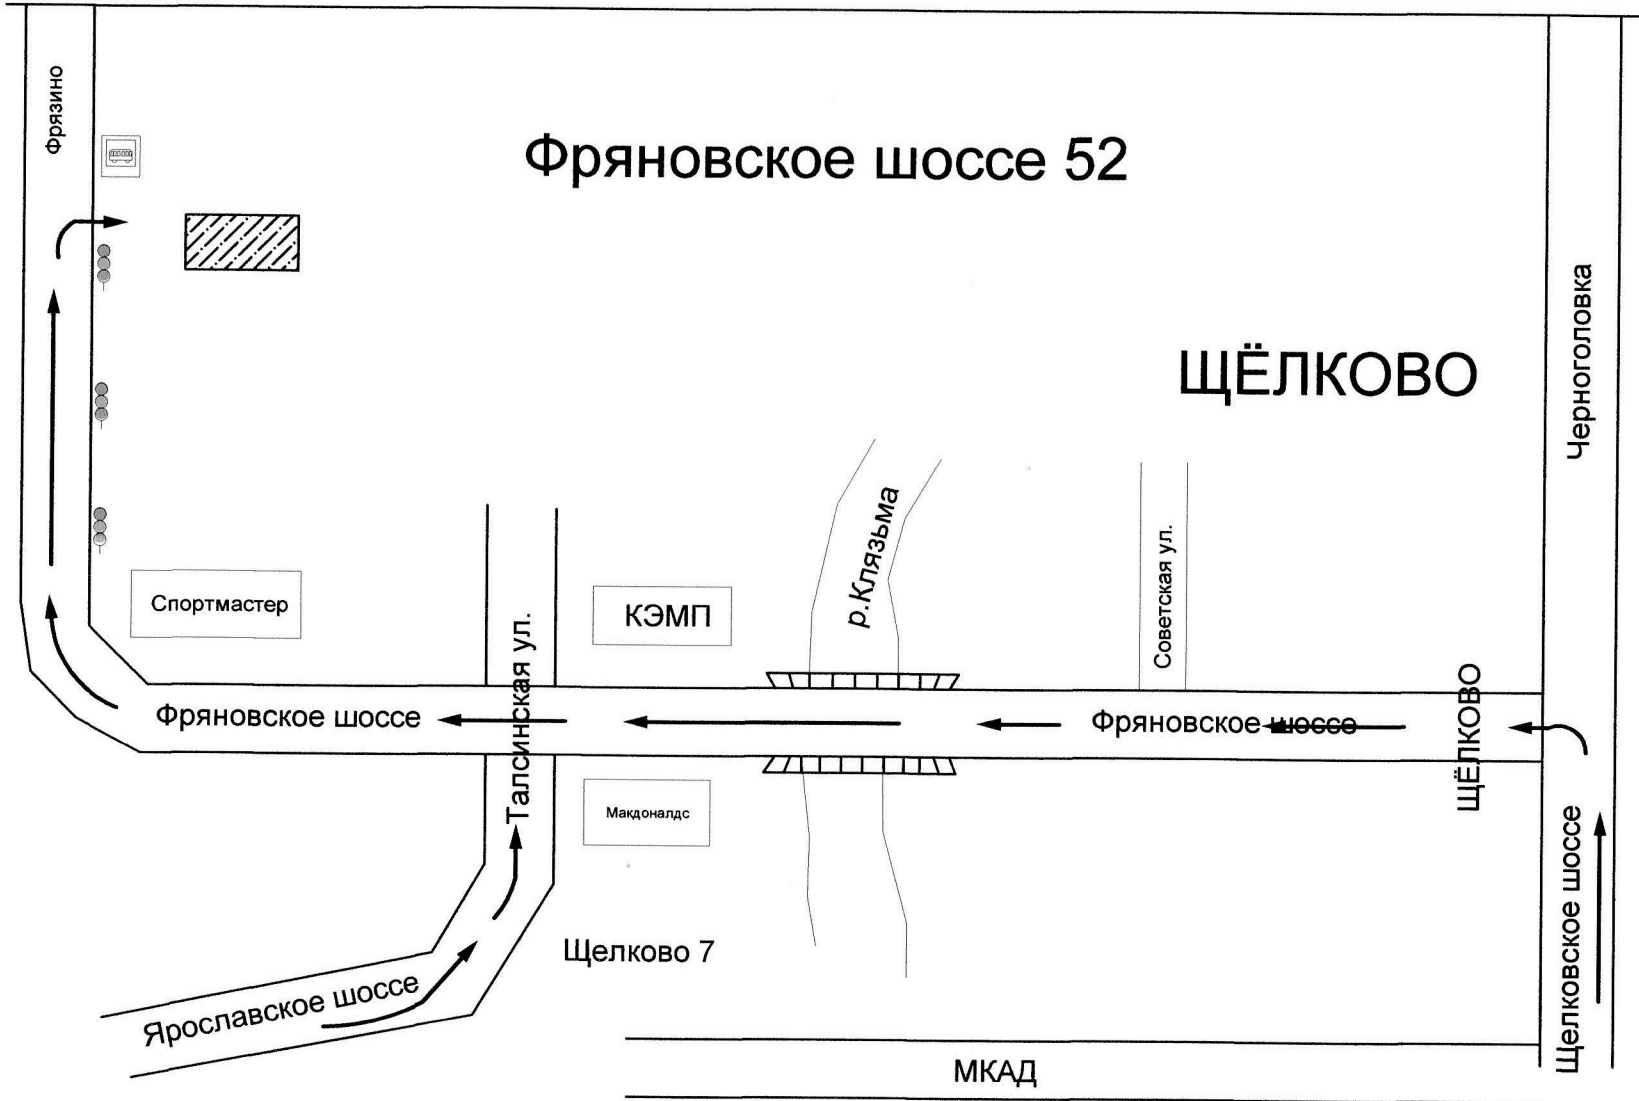 Фрязино
Фряновское шоссе 52
ЩЁЛКОВО
Черноголовка
р.Клязьма
Советская ул.
Спортмастер
КЭМП
Талсинская ул.
Фряновское шоссе
Фряновское шоссе
ЩЁЛКОВО
Макдоналдс
Щелковское шоссе
Щелково 7
Ярославское шоссе
МКАД